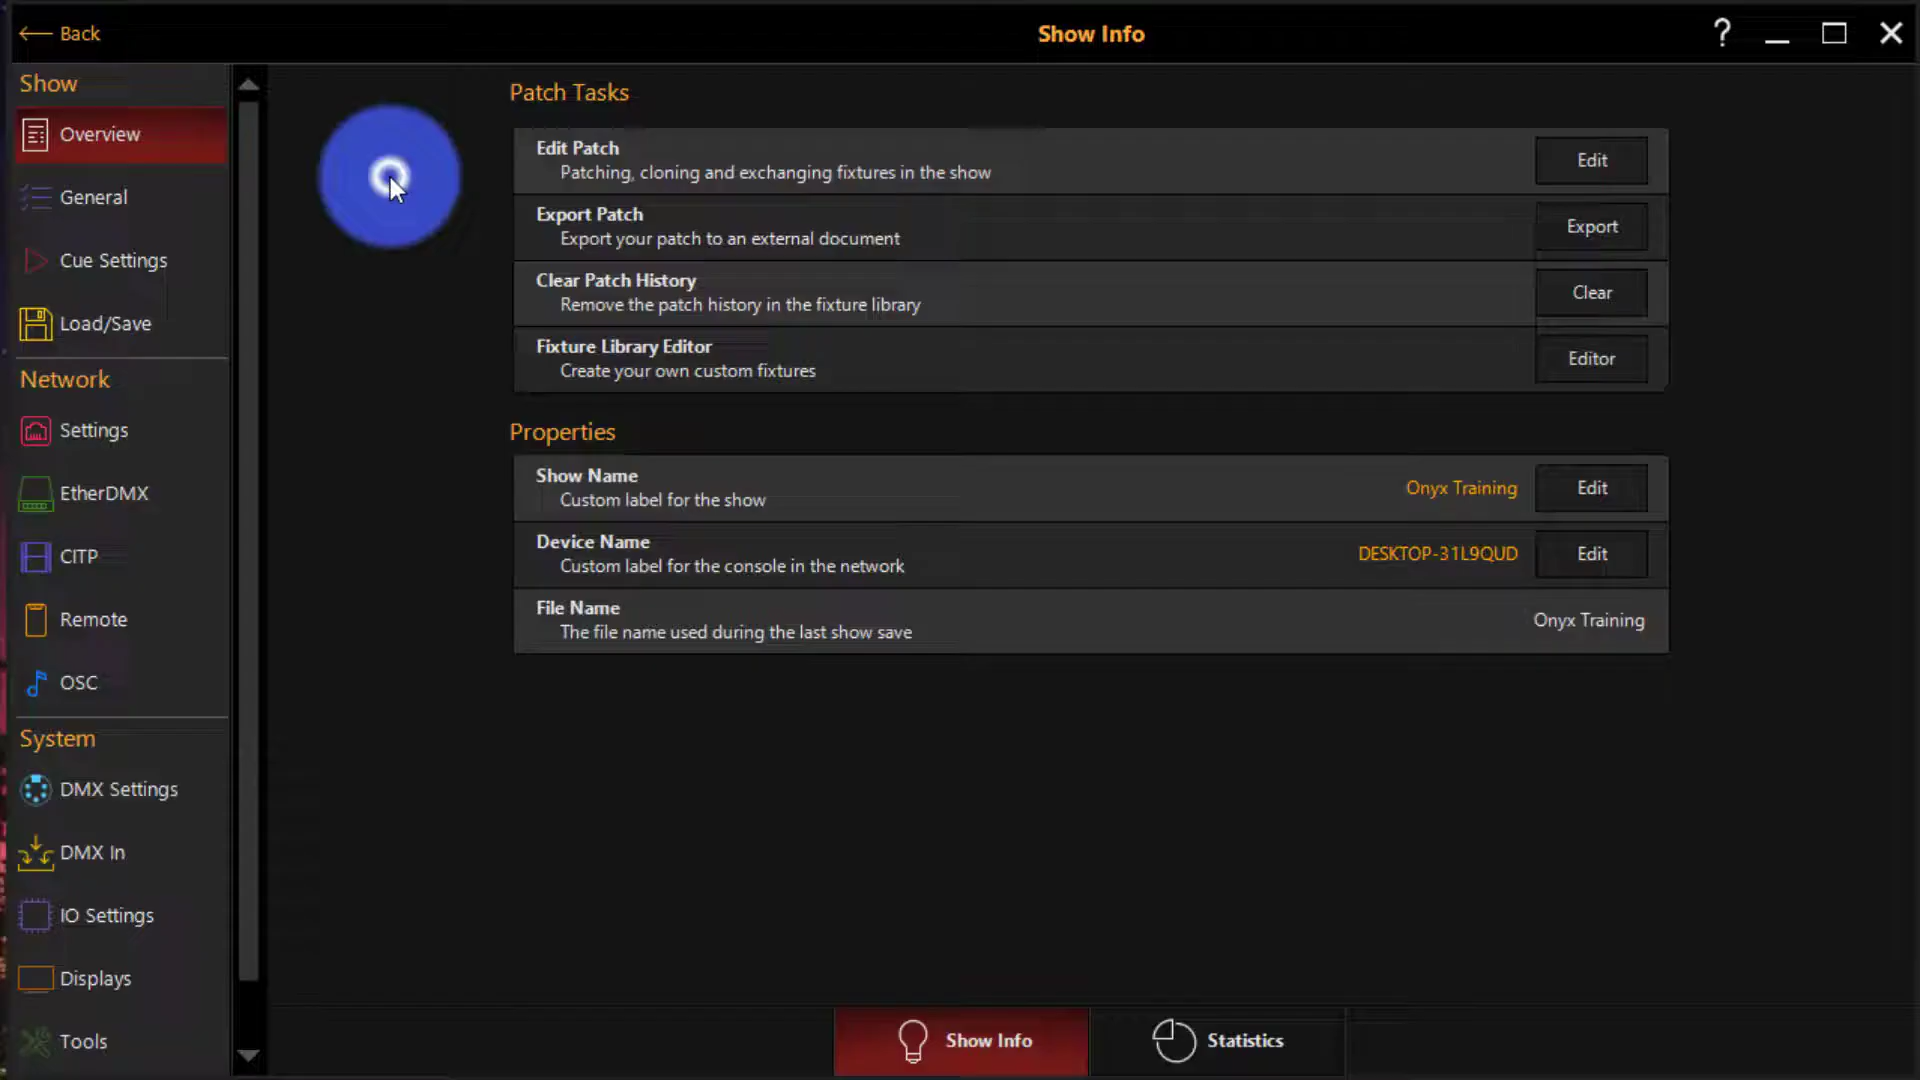 Back
Show Info
?
Show
Overview
General
Cue Settings
Load/Save
Network
Settings
EtherDMX
CITP
Remote
OSC
System
DMX Settings
DMX In
IO Settings
Displays
Tools
Patch Tasks
Edit Patch
Patching, cloning and exchanging fixtures in the show
Edit
Export Patch
Export your patch to an external document
Export
Clear Patch History
Remove the patch history in the fixture library
Clear
Fixture Library Editor
Create your own custom fixtures
Editor
Properties
Show Name
Custom label for the show
Onyx Training
Edit
Device Name
Custom label for the console in the network
DESKTOP-31L9QUD
Edit
File Name
The file name used during the last show save
Onyx Training
Show Info
Statistics